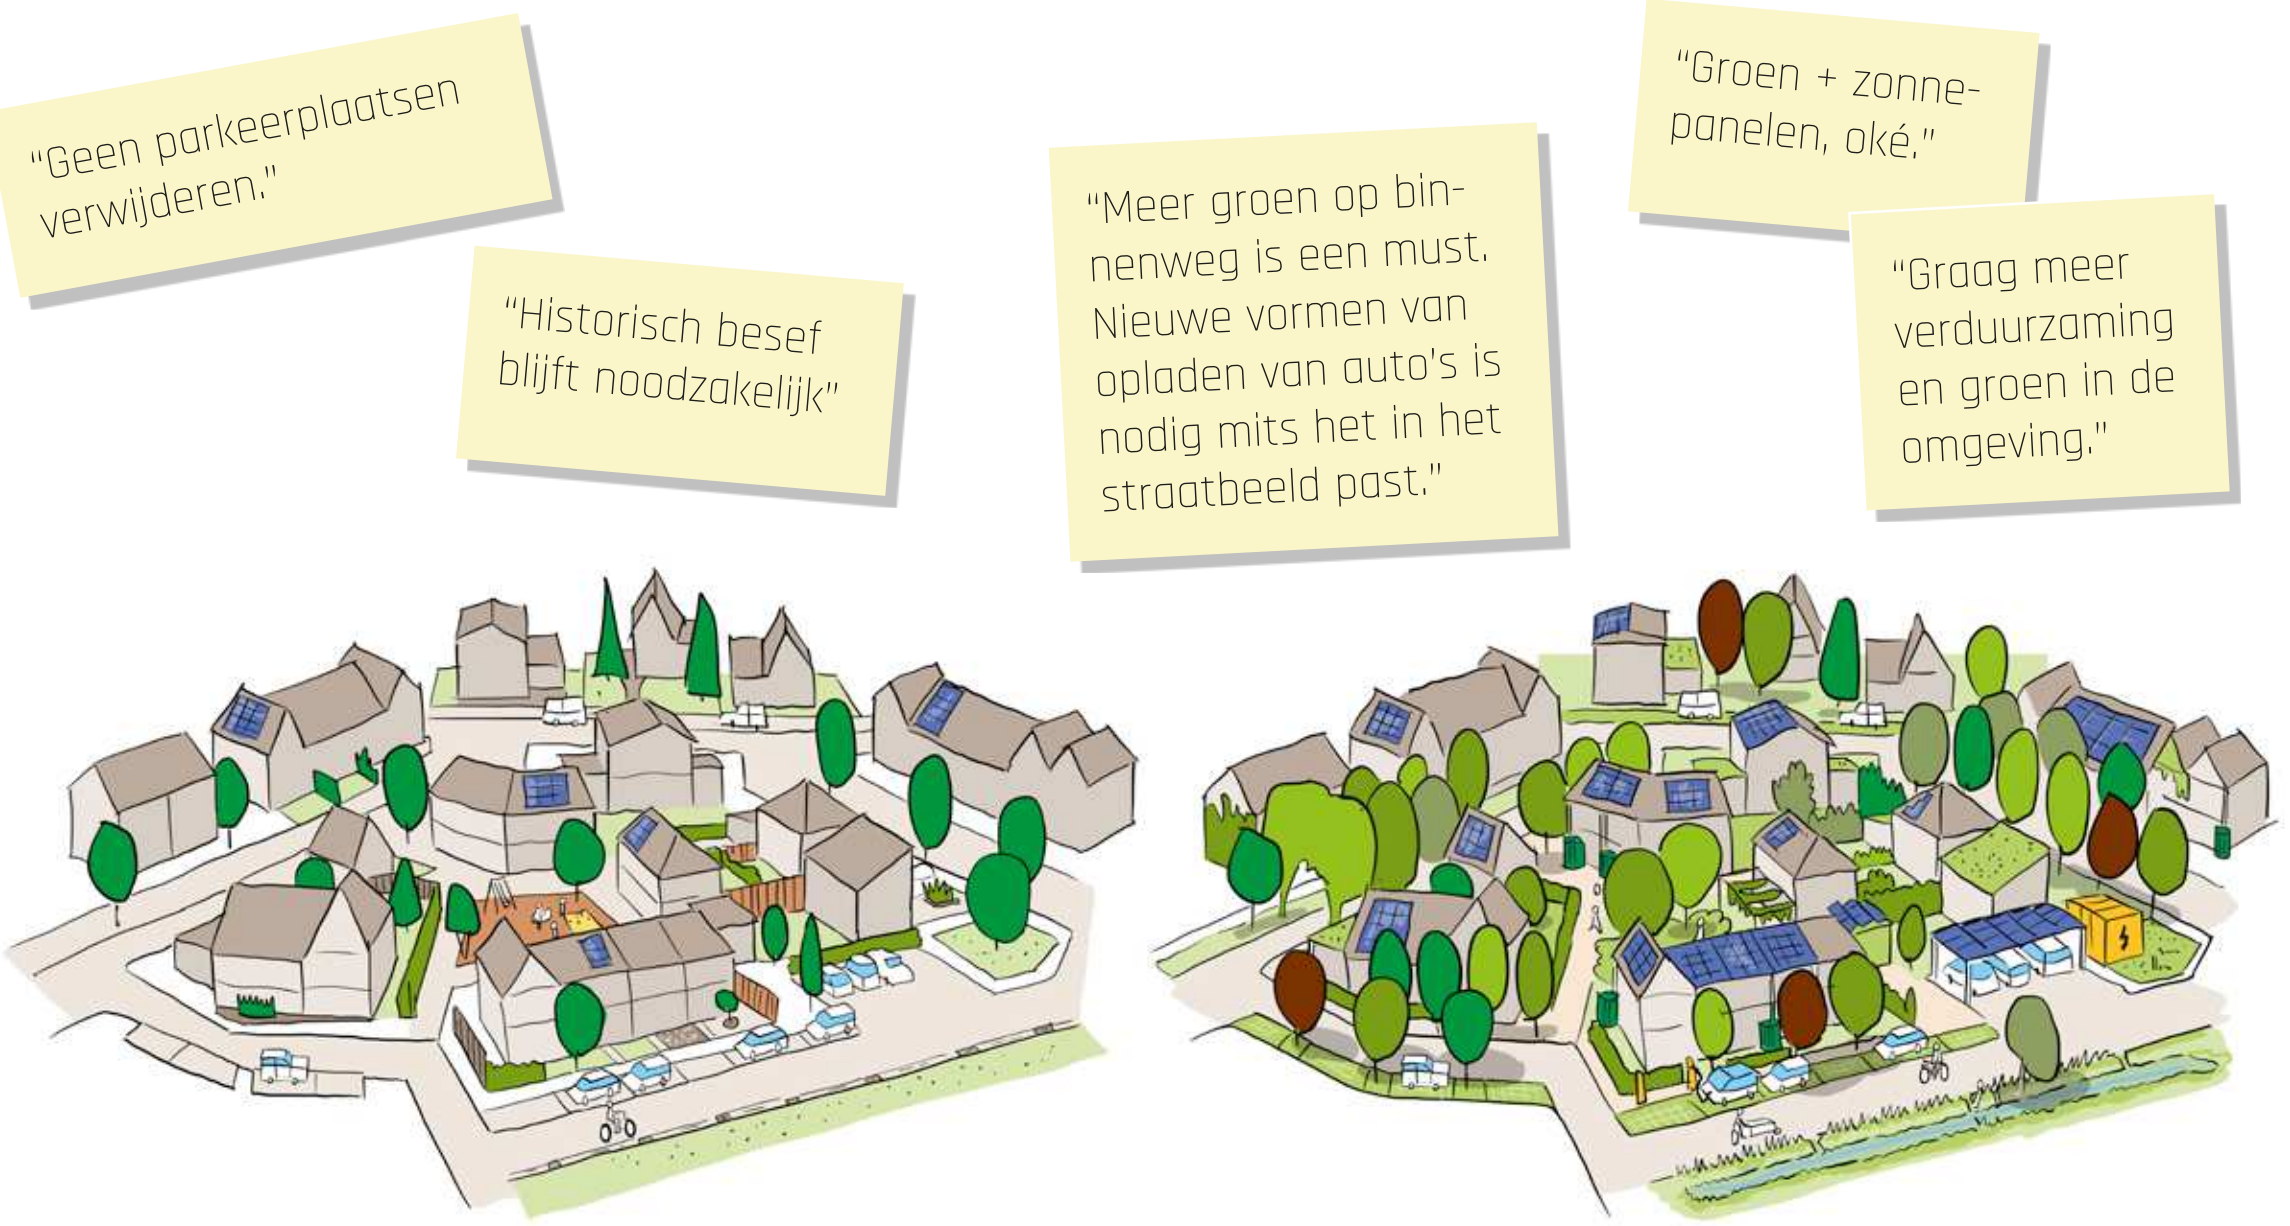 “Geen parkeerplaatsen
verwijderen.”
“Historisch besef
blijft noodzakelijk”
“Meer groen op bin-
nenweg is een must.
Nieuwe vormen van
opladen van auto's is
nodig mits het in het
straatbeeld past.”
“Groen + zonne-
panelen, oké.”
“Graag meer
verduurzaming
en groen in de
omgeving.”